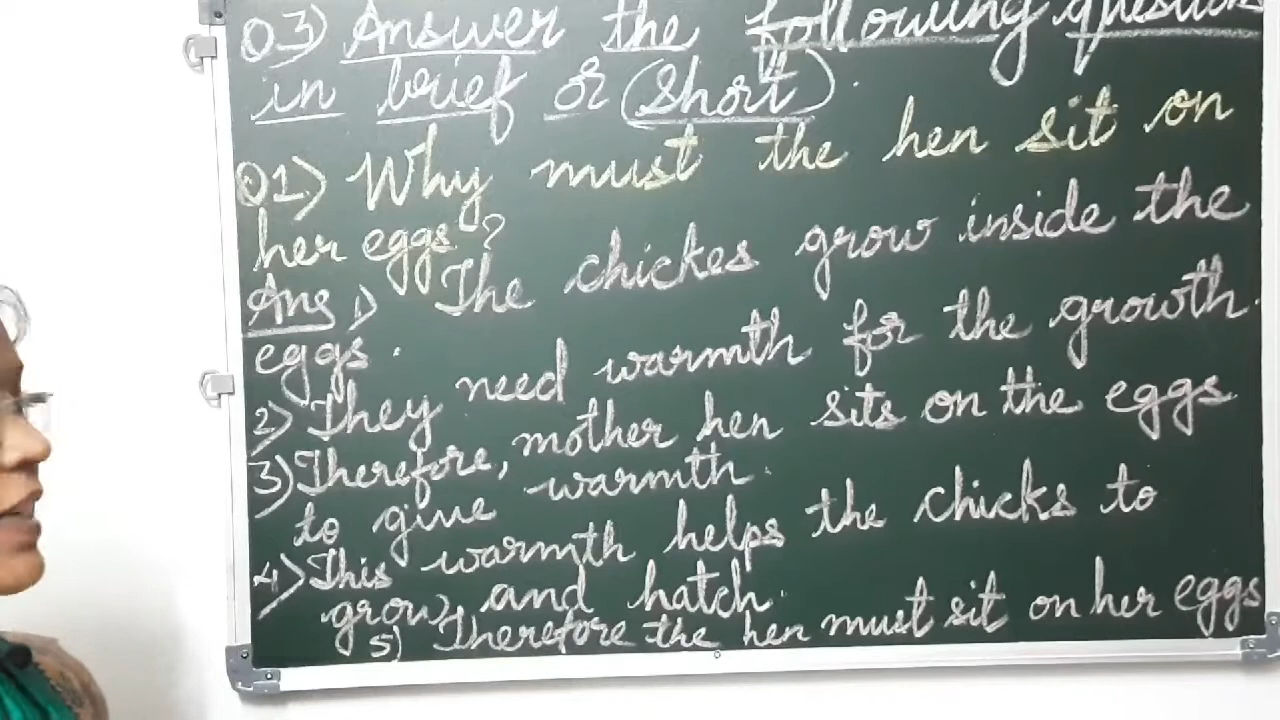 Q3) Answer the following questions
in brief or (short).
Q1) Why must the hen sit on
her eggs?
Ans 1) The chickes grow inside the
eggs.
2) They need warmth for the growth.
3) Therefore, mother hen sits on the eggs
to give warmth.
4) This warmth helps the chicks to
grow, and hatch.
5) Therefore the hen must sit on her eggs